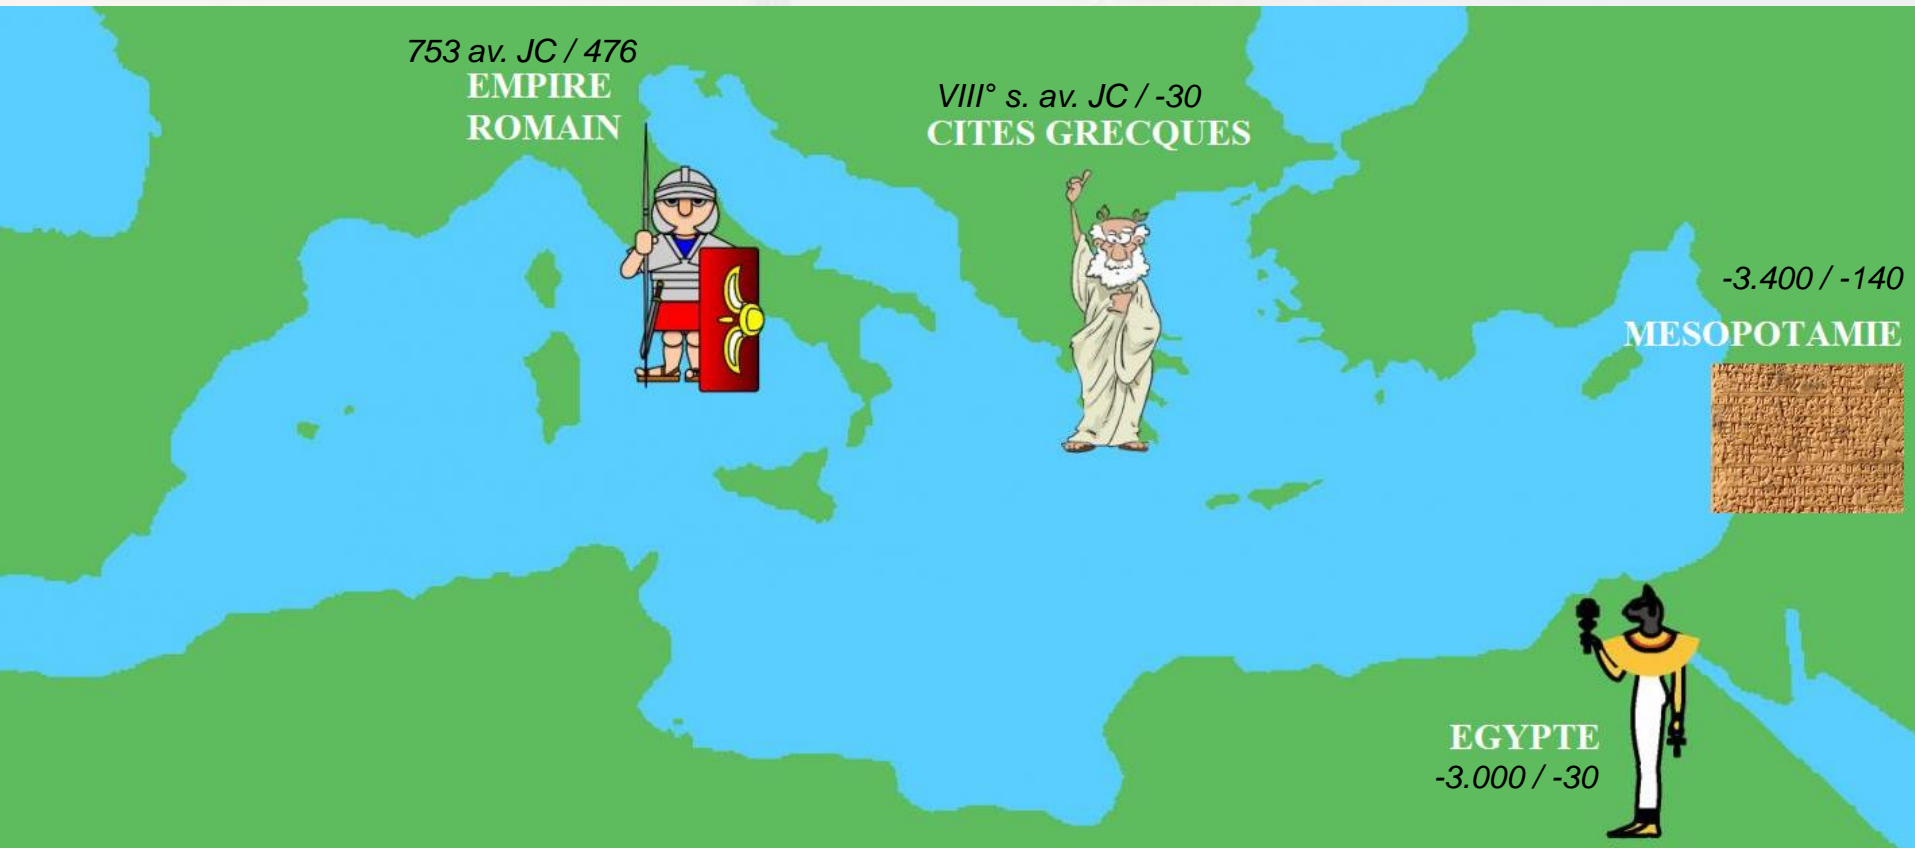 753 av. JC / 476
EMPIRE
ROMAIN
VIII° s. av. JC / -30
CITES GRECQUES
-3.400 / -140
MESOPOTAMIE
EGYPTE
-3.000 / -30